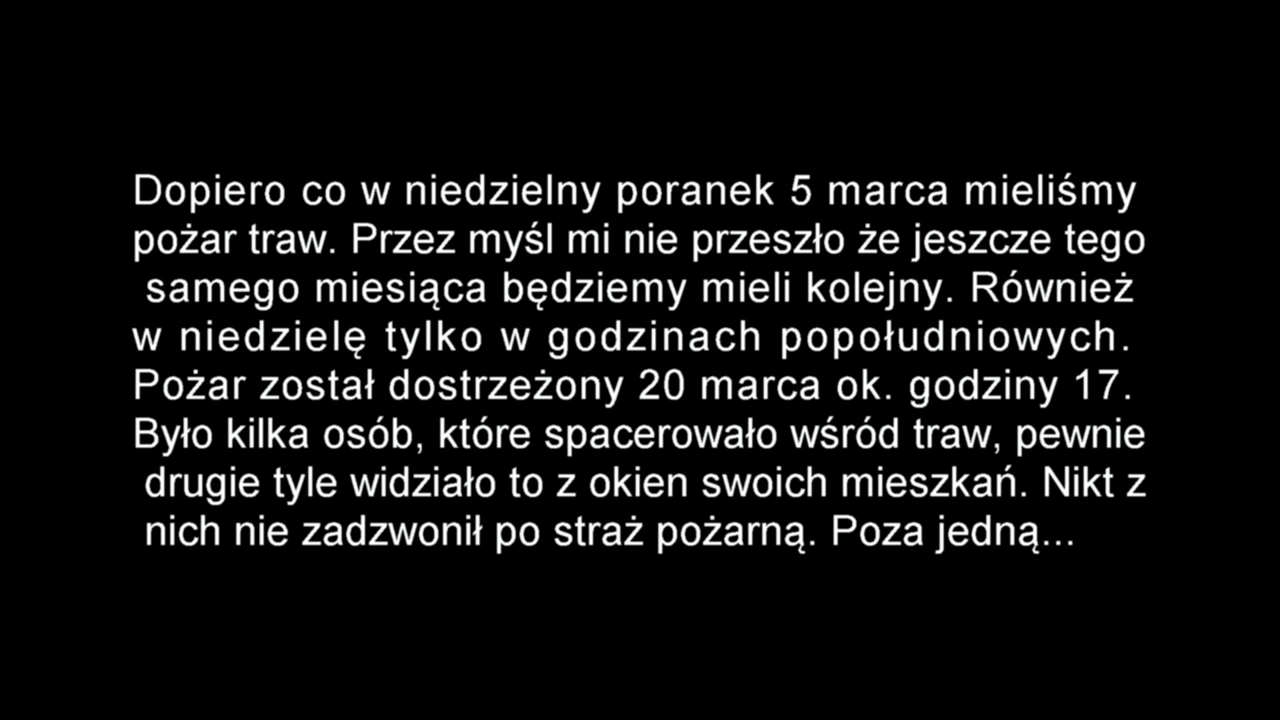 Dopiero co w niedzielny poranek 5 marca mieliśmy
pożar traw. Przez myśl mi nie przeszło że jeszcze tego
samego miesiąca będziemy mieli kolejny. Również
w niedzielę tylko w godzinach popołudniowych.
Pożar został dostrzeżony 20 marca ok. godziny 17.
Było kilka osób, które spacerowało wśród traw, pewnie
drugie tyle widziało to z okien swoich mieszkań. Nikt z
nich nie zadzwonił po straż pożarną. Poza jedną...